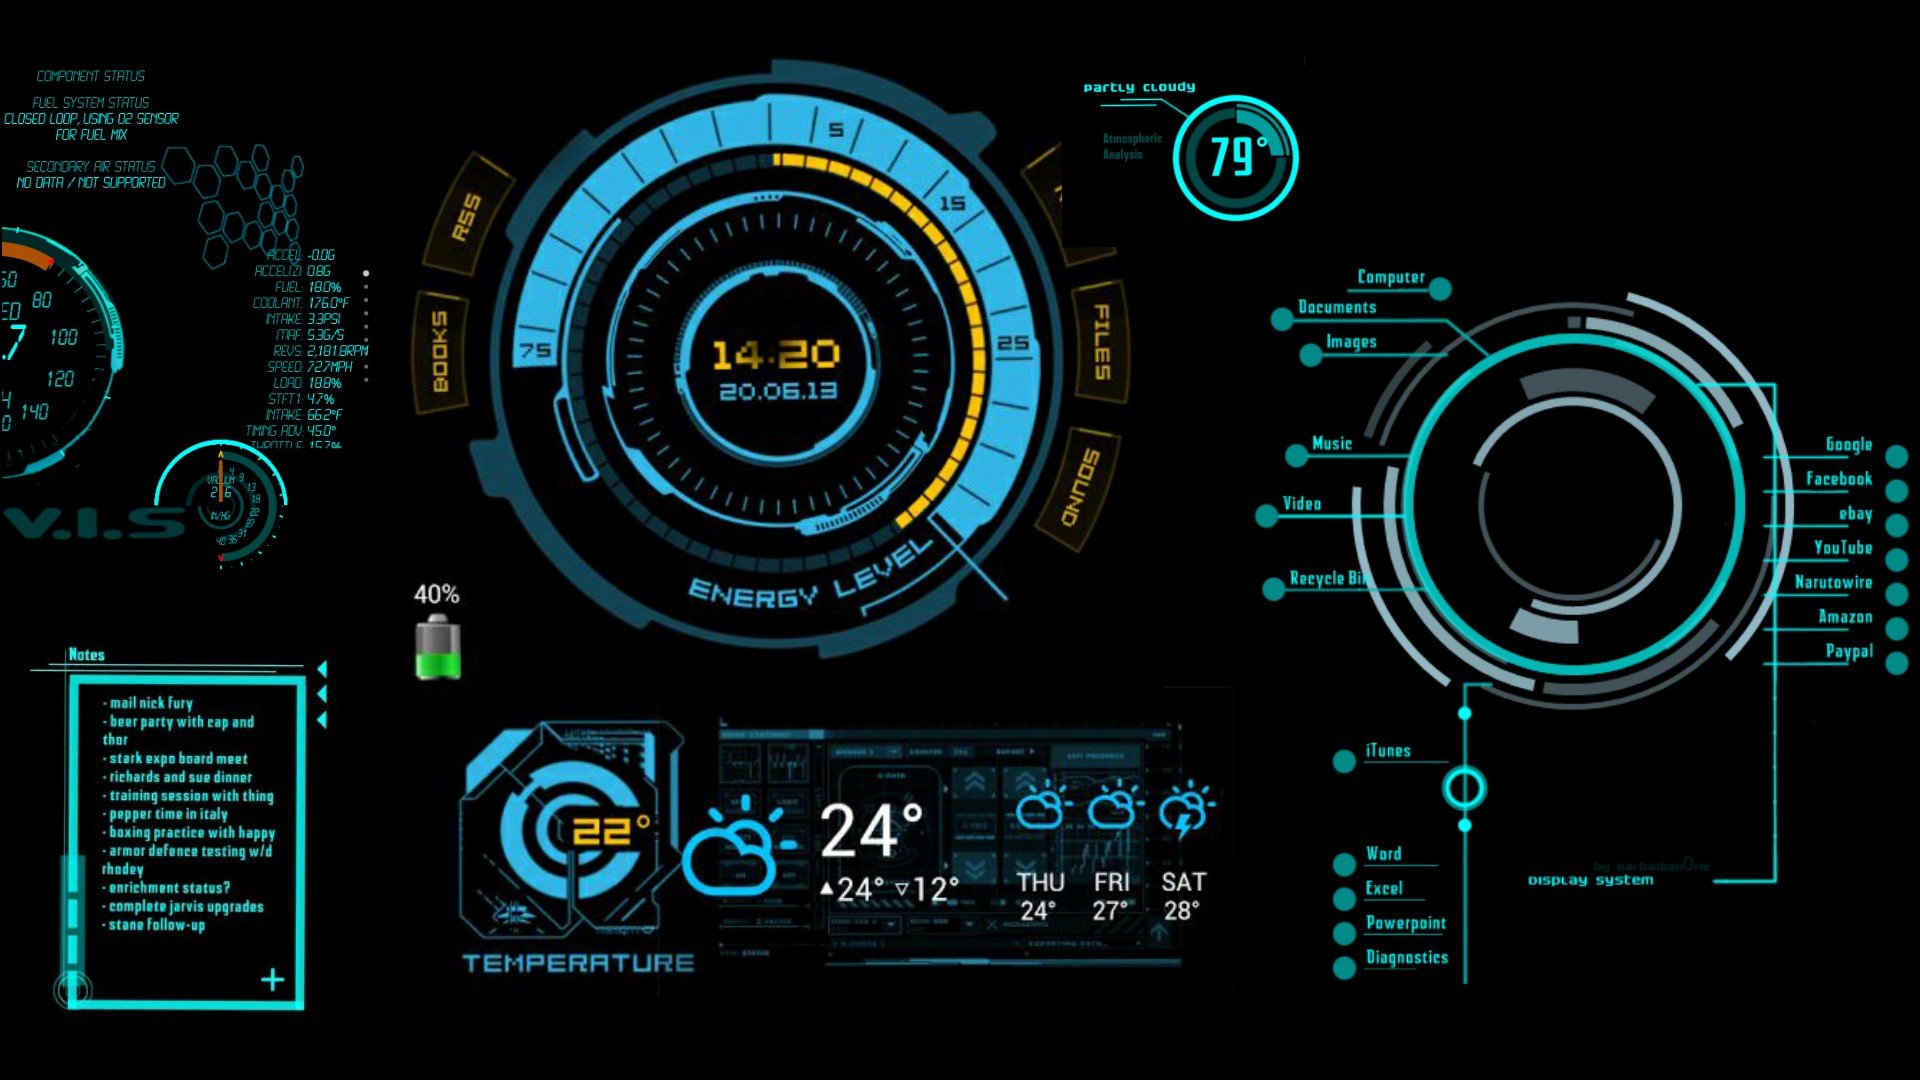 COMPONENT STATUS
FUEL SYSTEM STATUS
CLOSED LOOP, USING O2 SENSOR
FOR FUEL MIX
SECONDARY AIR STATUS
NO DATA / NOT SUPPORTED
ACCEL: -0.0G
ACCEL(Z): 0.8G
FUEL: 18.0%
COOLANT: 176.0°F
INTAKE: 3.3PSI
MAF: 5.3G/S
REVS: 2,181.8RPM
SPEED: 72.7MPH
LOAD: 18.8%
STFT1: 4.7%
INTAKE: 66.2°F
TIMING ADV: 45.0°
THROTTLE: 15.7%
80
100
120
140
VACUUM
V.I.S
RSS
BOOKS
FILES
SOUND
5
15
25
75
14:20
20.06.13
ENERGY LEVEL
40%
partly cloudy
Atmospheric
Analysis
79°
Computer
Documents
Images
Music
Video
Recycle Bin
Google
Facebook
ebay
YouTube
Narutowire
Amazon
Paypal
iTunes
Word
Excel
Powerpoint
Diagnostics
by BarbadianOne
DISPLAY SYSTEM
Notes
- mail nick fury
- beer party with cap and
thor
- stark expo board meet
- richards and sue dinner
- training session with thing
- pepper time in italy
- boxing practice with happy
- armor defence testing w/d
rhodey
- enrichment status?
- complete jarvis upgrades
- stane follow-up
+
22°
TEMPERATURE
24°
▲24° ▽12°
THU FRI SAT
24° 27° 28°